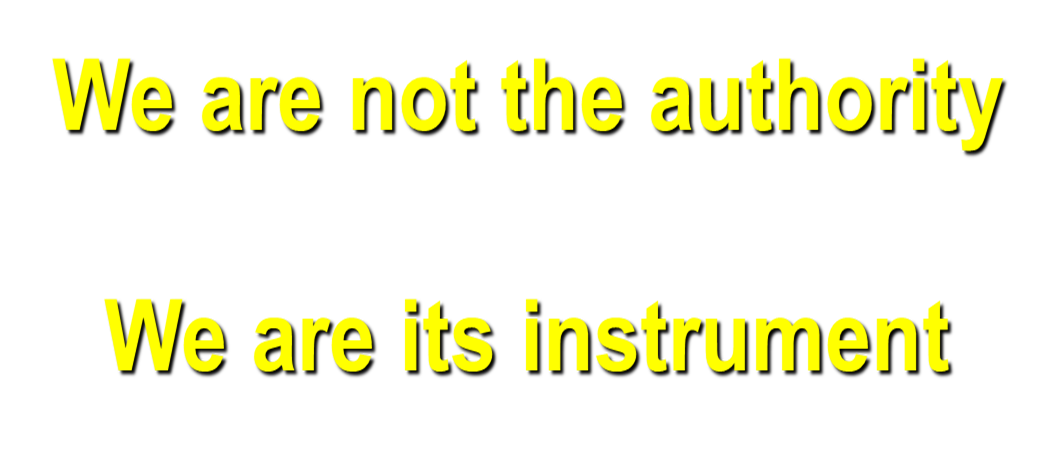 We are not the authority
We are its instrument